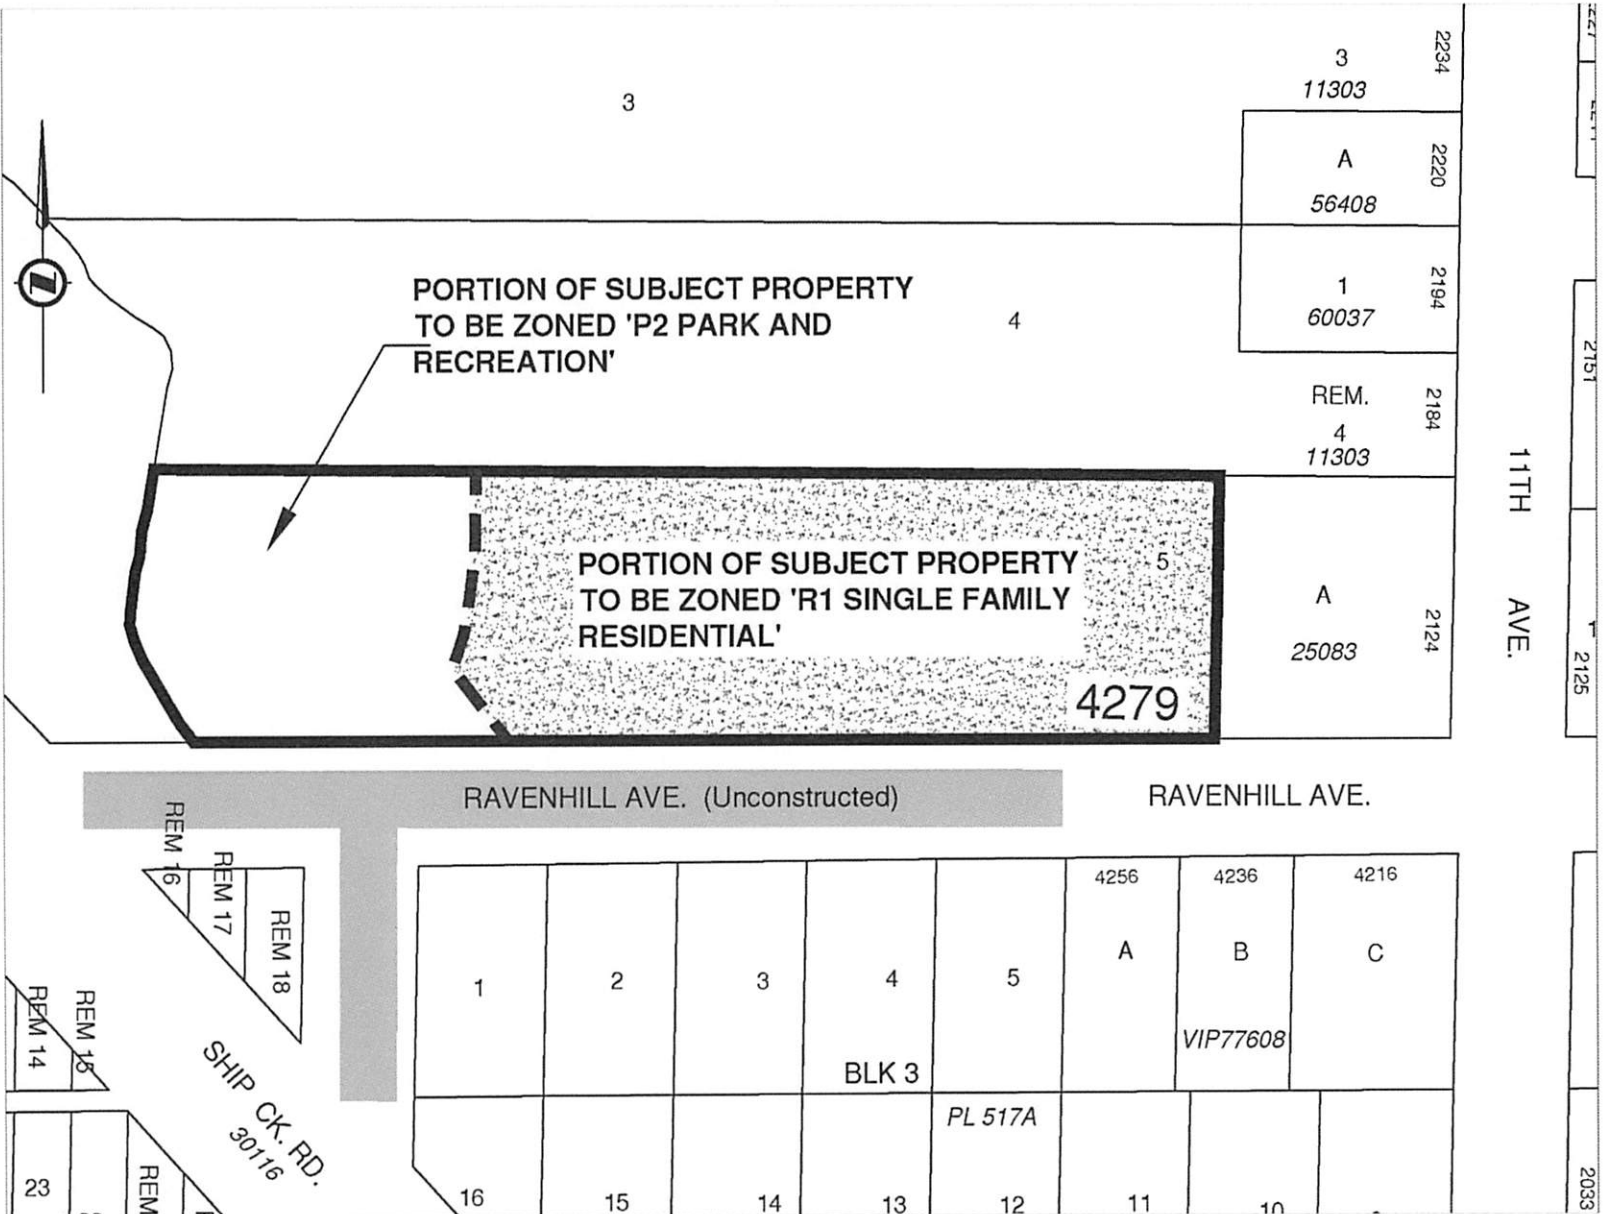 3
3
11303
2234
A
56408
2220
1
60037
2194
4
REM.
4
11303
2184
2151
PORTION OF SUBJECT PROPERTY
TO BE ZONED 'P2 PARK AND
RECREATION'
PORTION OF SUBJECT PROPERTY
TO BE ZONED 'R1 SINGLE FAMILY
RESIDENTIAL'
5
4279
A
25083
2124
11TH AVE.
2125
RAVENHILL AVE. (Unconstructed)
RAVENHILL AVE.
REM 16
REM 17
REM 18
REM 14
REM 15
SHIP CK. RD.
30116
1
2
3
4
5
4256
A
4236
B
4216
C
VIP77608
BLK 3
PL 517A
23
REM
16
15
14
13
12
11
10
2033